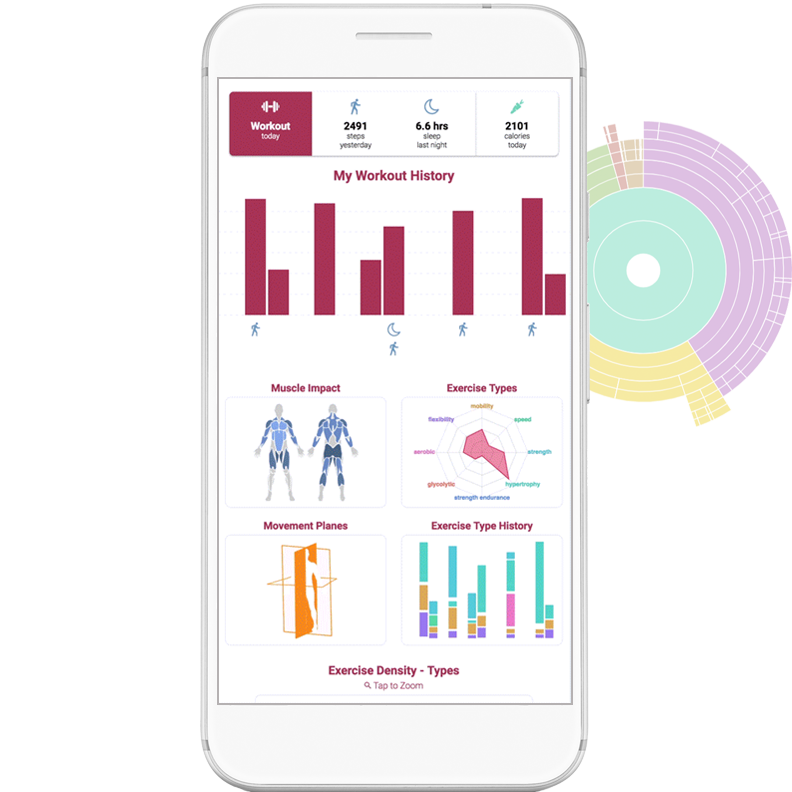 Workout
today
2491
steps
yesterday
6.6 hrs
sleep
last night
2101
calories
today
My Workout History
Muscle Impact
Exercise Types
mobility
flexibility
speed
aerobic
strength
glycolytic
hypertrophy
strength endurance
Movement Planes
Exercise Type History
Exercise Density - Types
Tap to Zoom